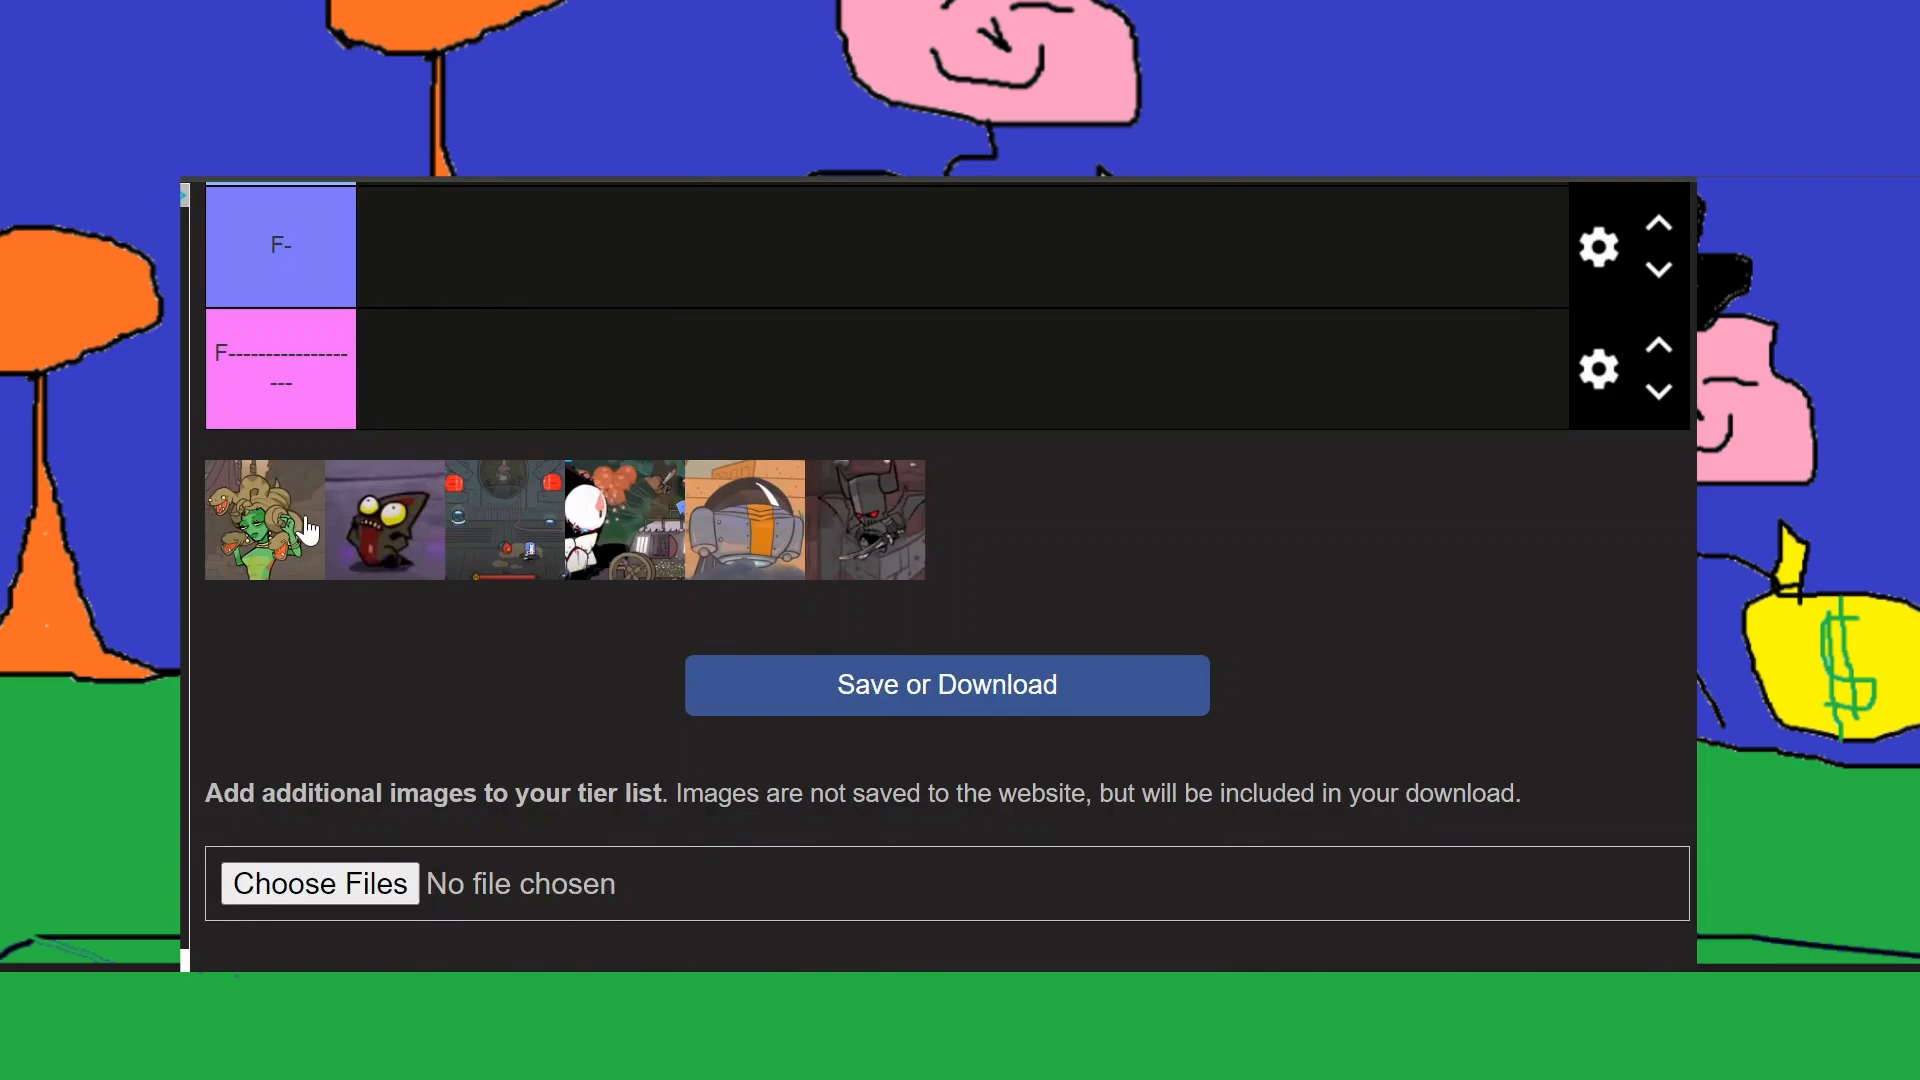 F-
F----------------
---
Save or Download
Add additional images to your tier list. Images are not saved to the website, but will be included in your download.
Choose Files No file chosen
$